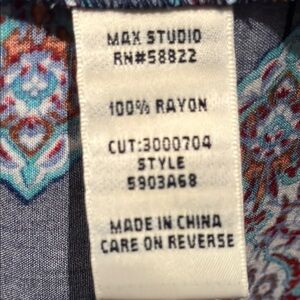 MAX STUDIO
RN#58822
100% RAYON
CUT:3000704
STYLE
5903A68
MADE IN CHINA
CARE ON REVERSE